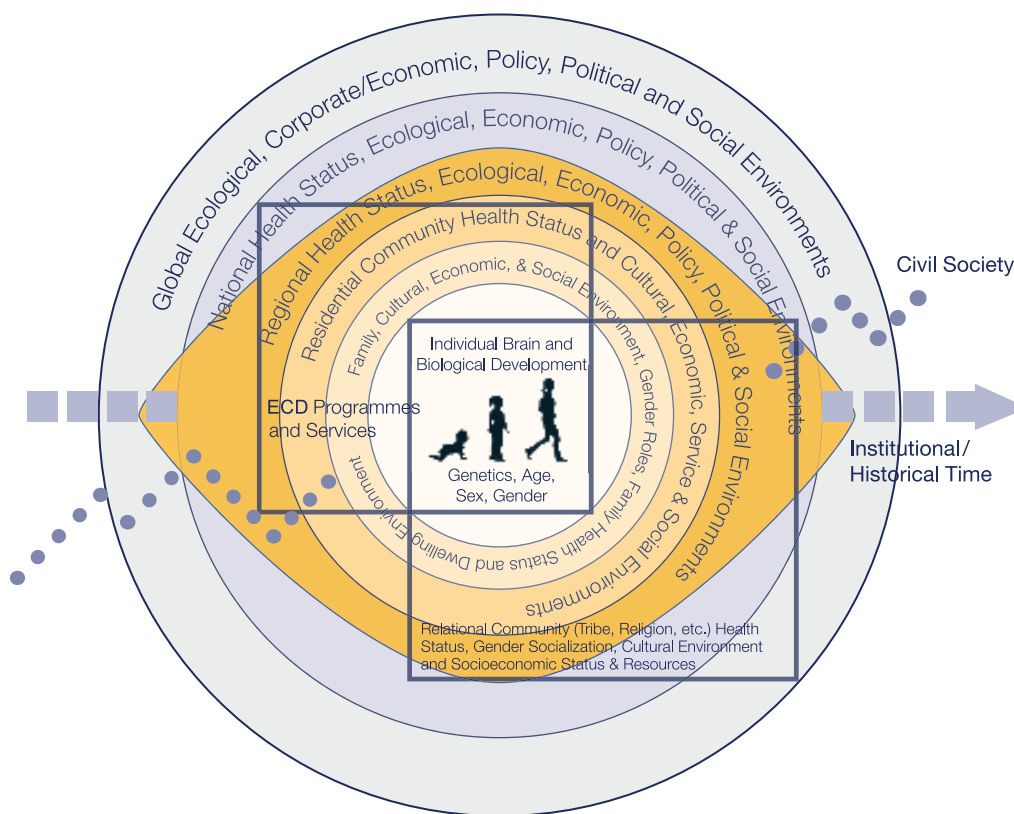 Global Ecological, Corporate/Economic, Policy, Political and Social Environments
National Health Status, Ecological, Economic, Policy, Political & Social Environments
Regional Health Status, Ecological, Economic, Policy, Political & Social Environments
Residential Community Health Status and Cultural, Economic, Service & Social Environments
Family, Cultural, Economic, & Social Environment, Gender Roles, Family Health Status and Dwelling Environment
Civil Society
Individual Brain and
Biological Development
ECD Programmes
and Services
Genetics, Age,
Sex, Gender
Institutional/
Historical Time
Relational Community (Tribe, Religion, etc.) Health
Status, Gender Socialization, Cultural Environment
and Socioeconomic Status & Resources